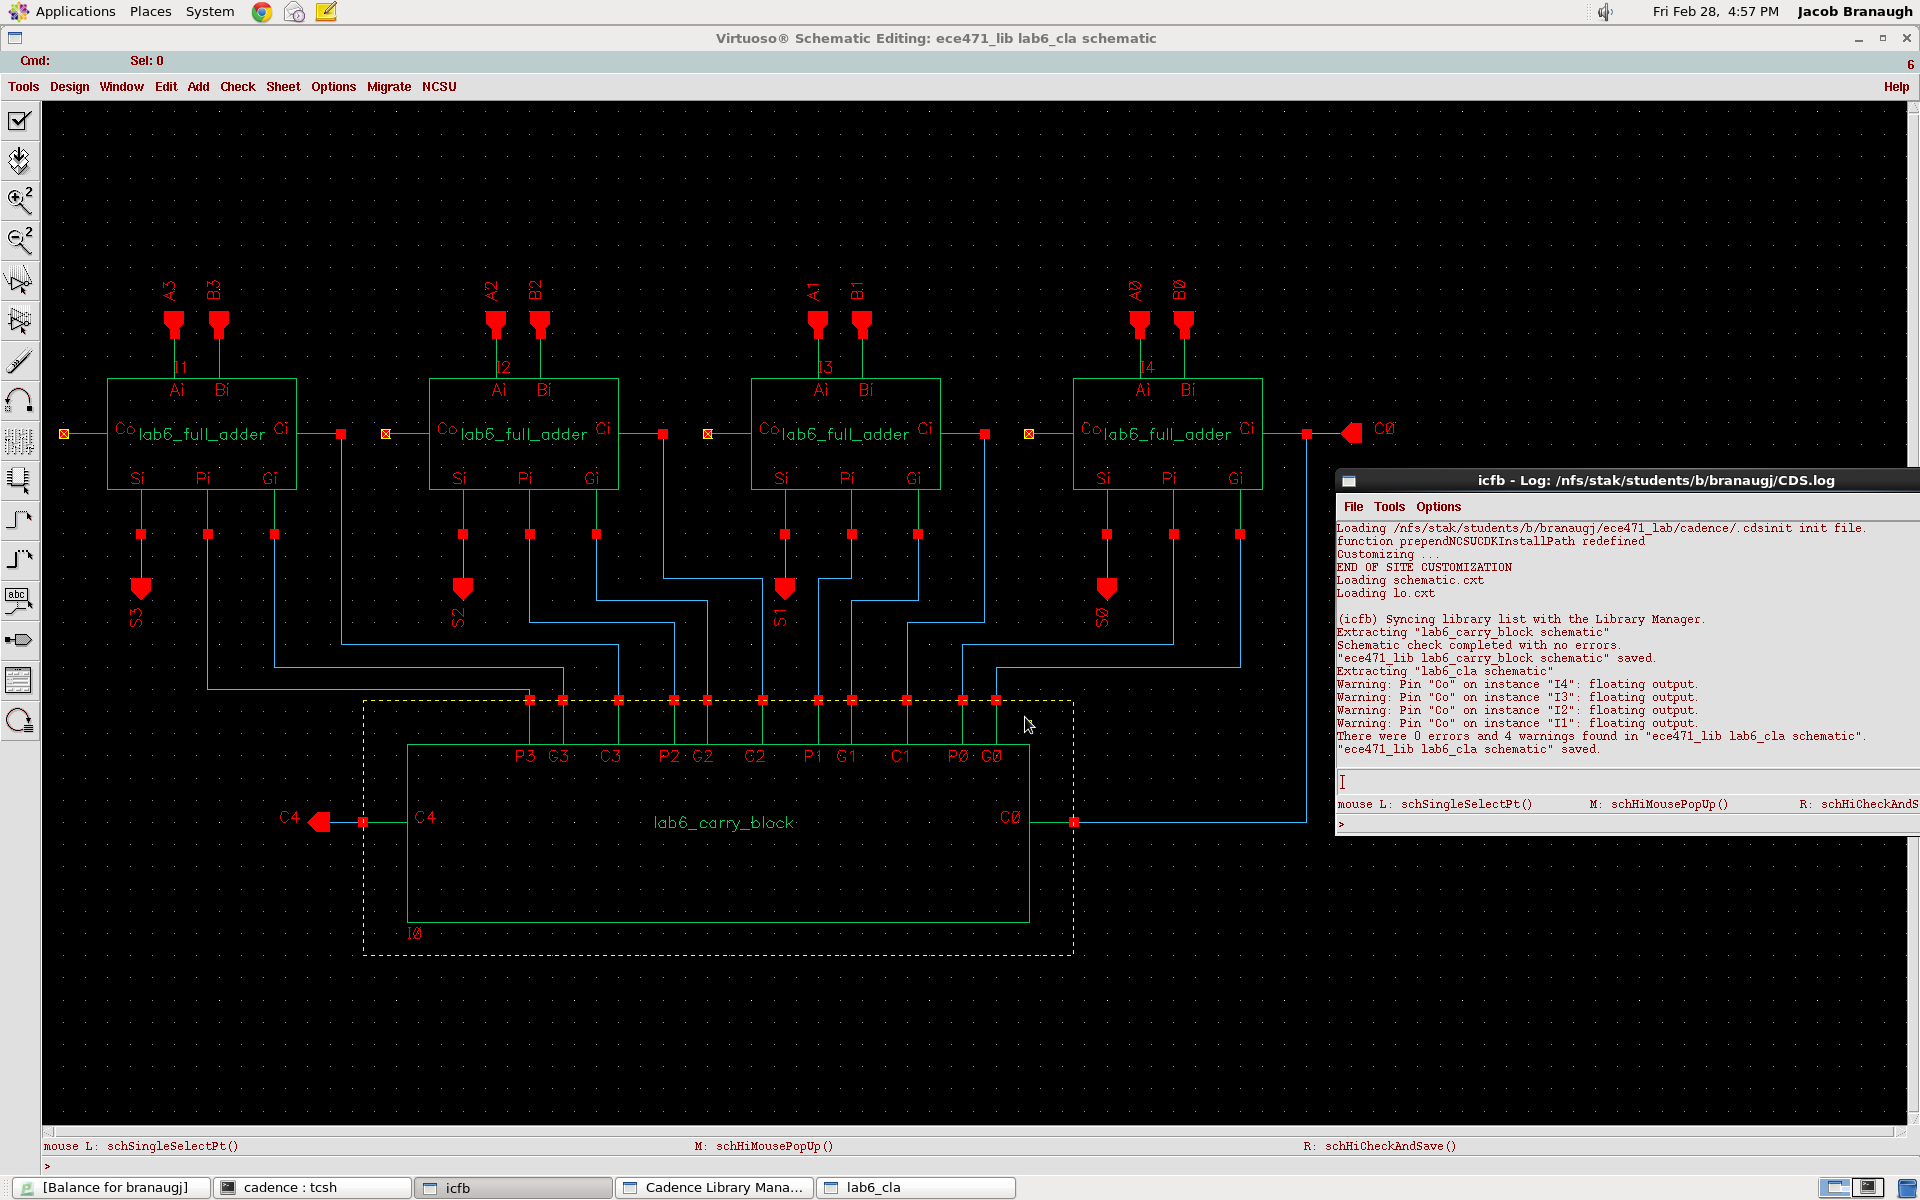 Applications Places System Fri Feb 28, 4:57 PM Jacob Branaugh
Virtuoso® Schematic Editing: ece471_lib lab6_cla schematic
Cmd: Sel: 0 6
Tools Design Window Edit Add Check Sheet Options Migrate NCSU Help
2
2
abc
A3 B3 A2 B2 A1 B1 A0 B0
I1 I2 I3 I4
Ai Bi Ai Bi Ai Bi Ai Bi
Co lab6_full_adder Ci Co lab6_full_adder Ci Co lab6_full_adder Ci Co lab6_full_adder Ci C0
Si Pi Gi Si Pi Gi Si Pi Gi Si Pi Gi
S3 S2 S1 S0
P3 G3 C3 P2 G2 C2 P1 G1 C1 P0 G0
C4 C4 lab6_carry_block C0
I0
icfb - Log: /nfs/stak/students/b/branaugj/CDS.log
File Tools Options
Loading /nfs/stak/students/b/branaugj/ece471_lab/cadence/.cdsinit init file.
function prependNCSUCDKInstallPath redefined
Customizing ...
END OF SITE CUSTOMIZATION
Loading schematic.cxt
Loading lo.cxt
(icfb) Syncing library list with the Library Manager.
Extracting "lab6_carry_block schematic"
Schematic check completed with no errors.
"ece471_lib lab6_carry_block schematic" saved.
Extracting "lab6_cla schematic"
Warning: Pin "Co" on instance "I4": floating output.
Warning: Pin "Co" on instance "I3": floating output.
Warning: Pin "Co" on instance "I2": floating output.
Warning: Pin "Co" on instance "I1": floating output.
There were 0 errors and 4 warnings found in "ece471_lib lab6_cla schematic".
"ece471_lib lab6_cla schematic" saved.
mouse L: schSingleSelectPt() M: schHiMousePopUp() R: schHiCheckAndS
>
mouse L: schSingleSelectPt() M: schHiMousePopUp() R: schHiCheckAndSave()
>
[Balance for branaugj] cadence : tcsh icfb Cadence Library Mana... lab6_cla